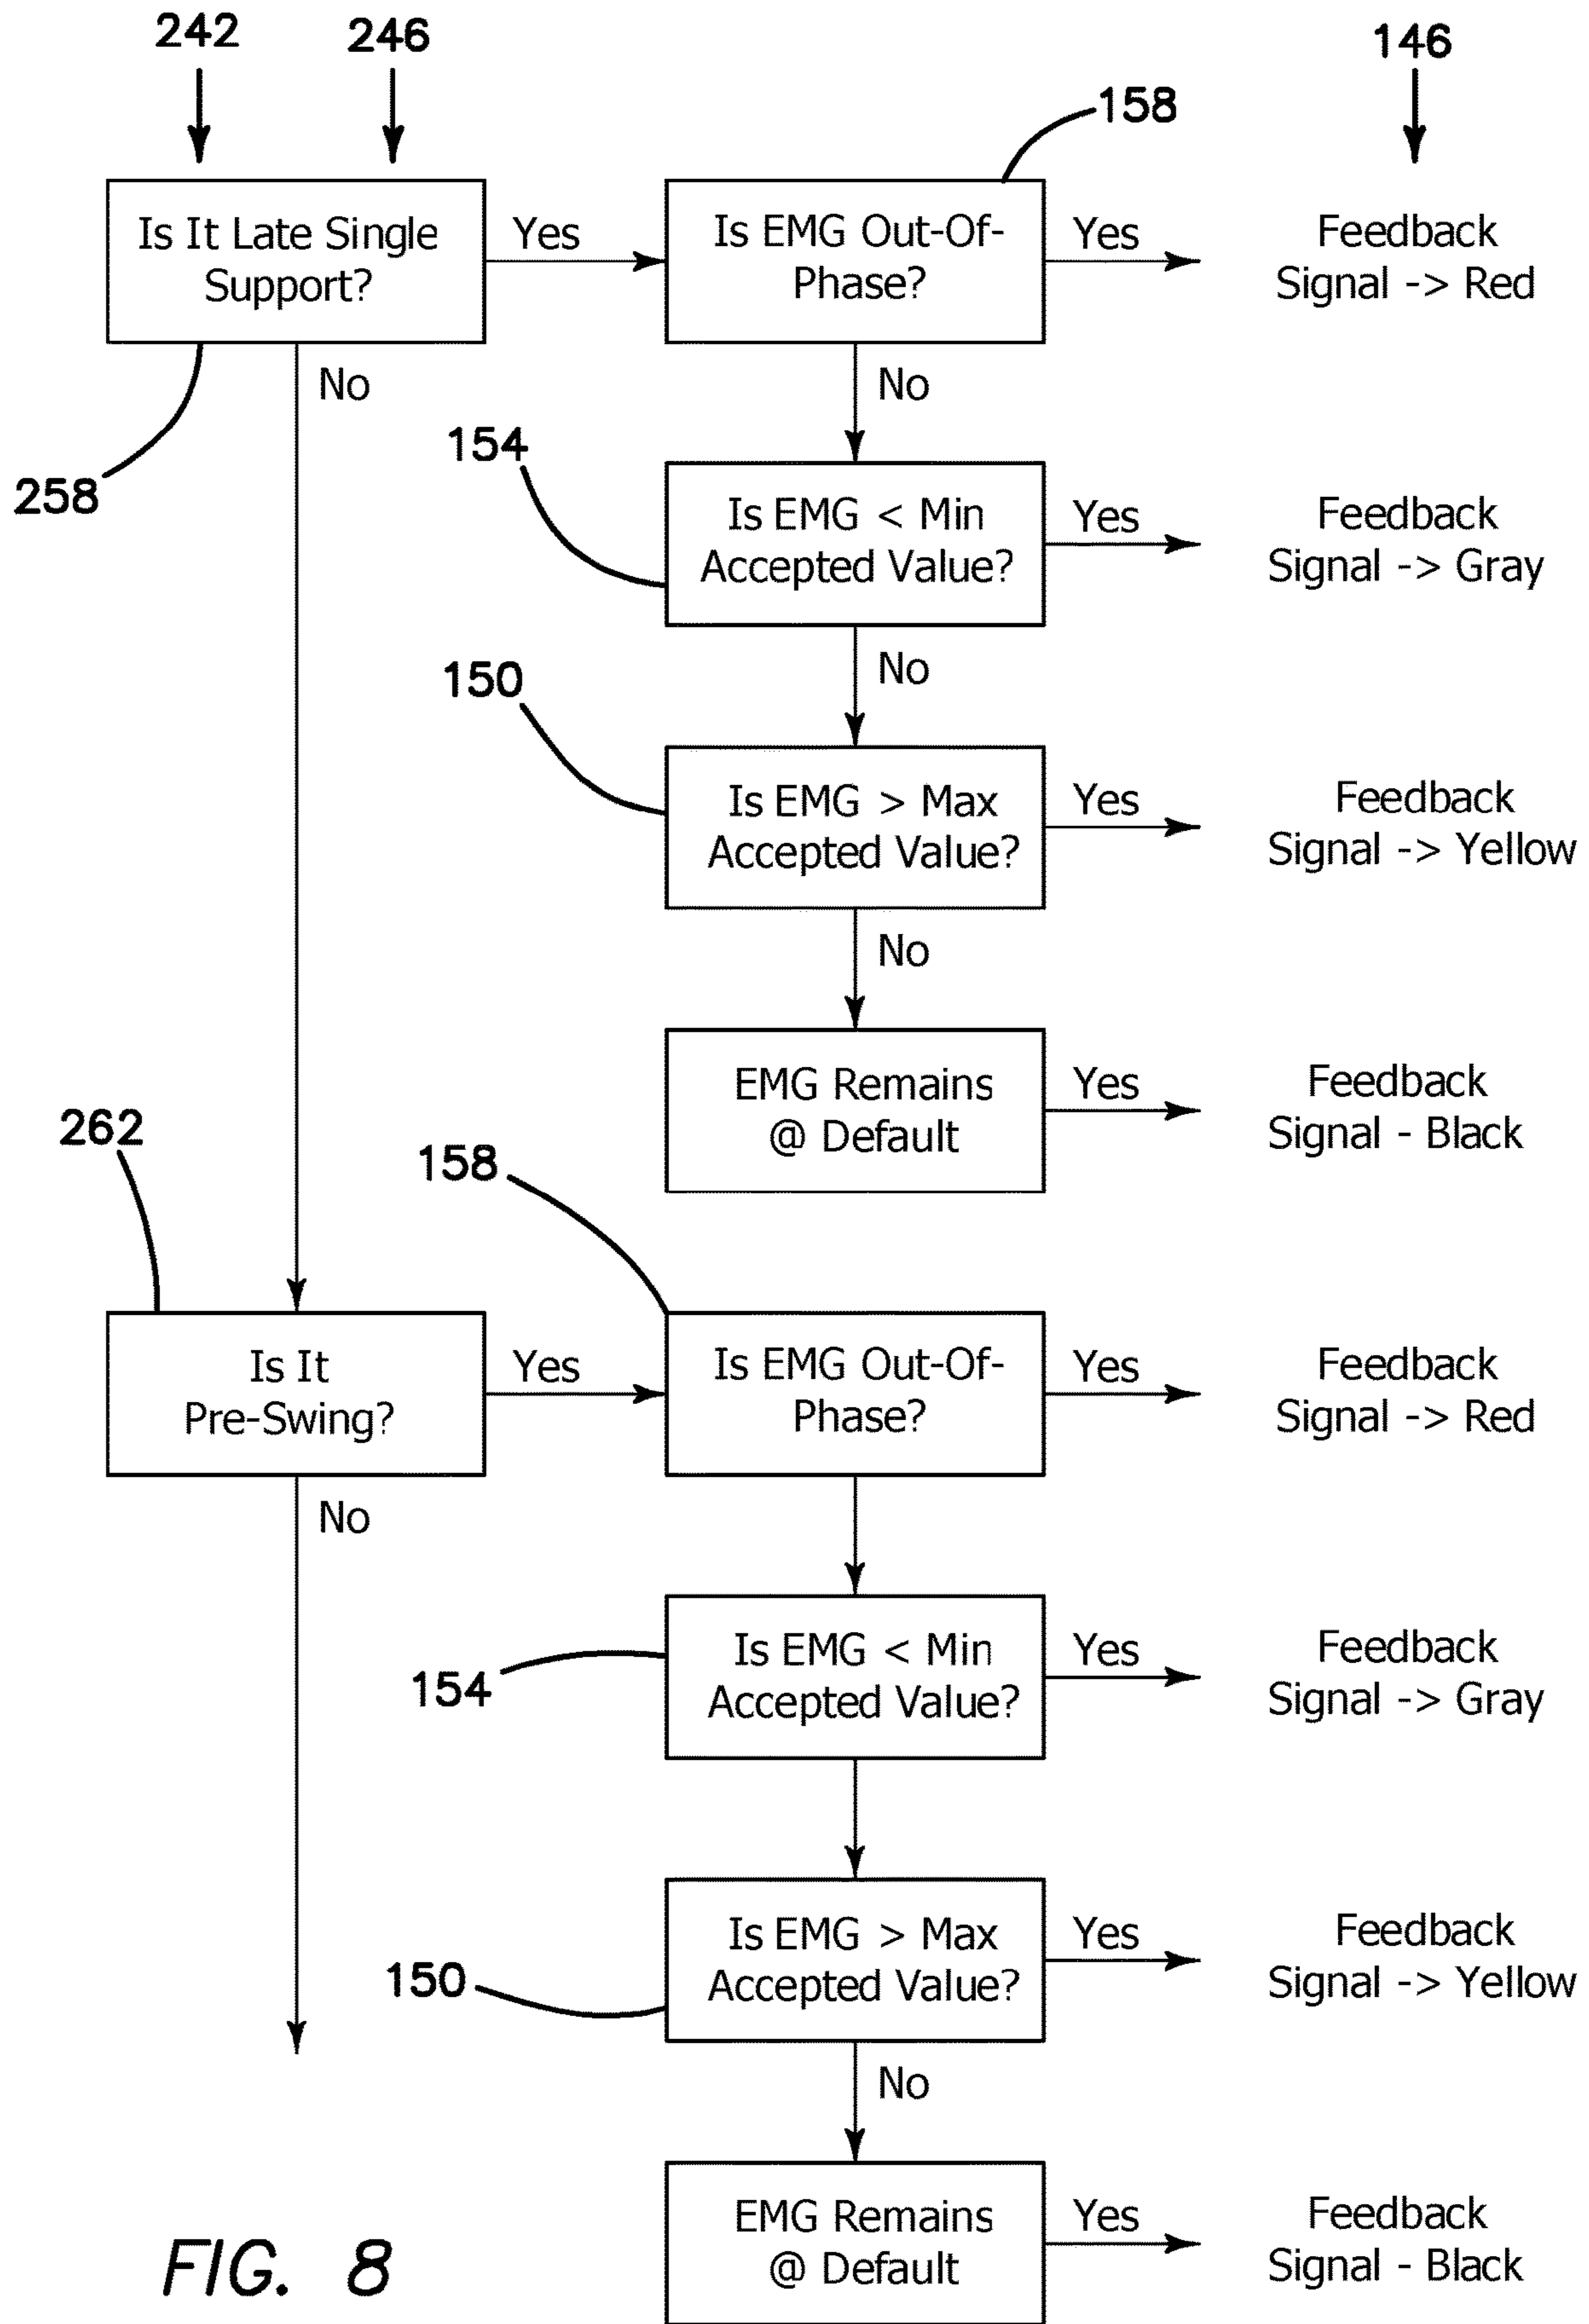 242
246
146
158
Is It Late Single
Support?
Yes
Is EMG Out-Of-
Phase?
Yes
Feedback
Signal -> Red
No
No
258
154
Is EMG < Min
Accepted Value?
Yes
Feedback
Signal -> Gray
No
150
Is EMG > Max
Accepted Value?
Yes
Feedback
Signal -> Yellow
No
EMG Remains
@ Default
Yes
Feedback
Signal - Black
262
158
Is It
Pre-Swing?
Yes
Is EMG Out-Of-
Phase?
Yes
Feedback
Signal -> Red
No
154
Is EMG < Min
Accepted Value?
Yes
Feedback
Signal -> Gray
150
Is EMG > Max
Accepted Value?
Yes
Feedback
Signal -> Yellow
No
EMG Remains
@ Default
Yes
Feedback
Signal - Black
FIG. 8